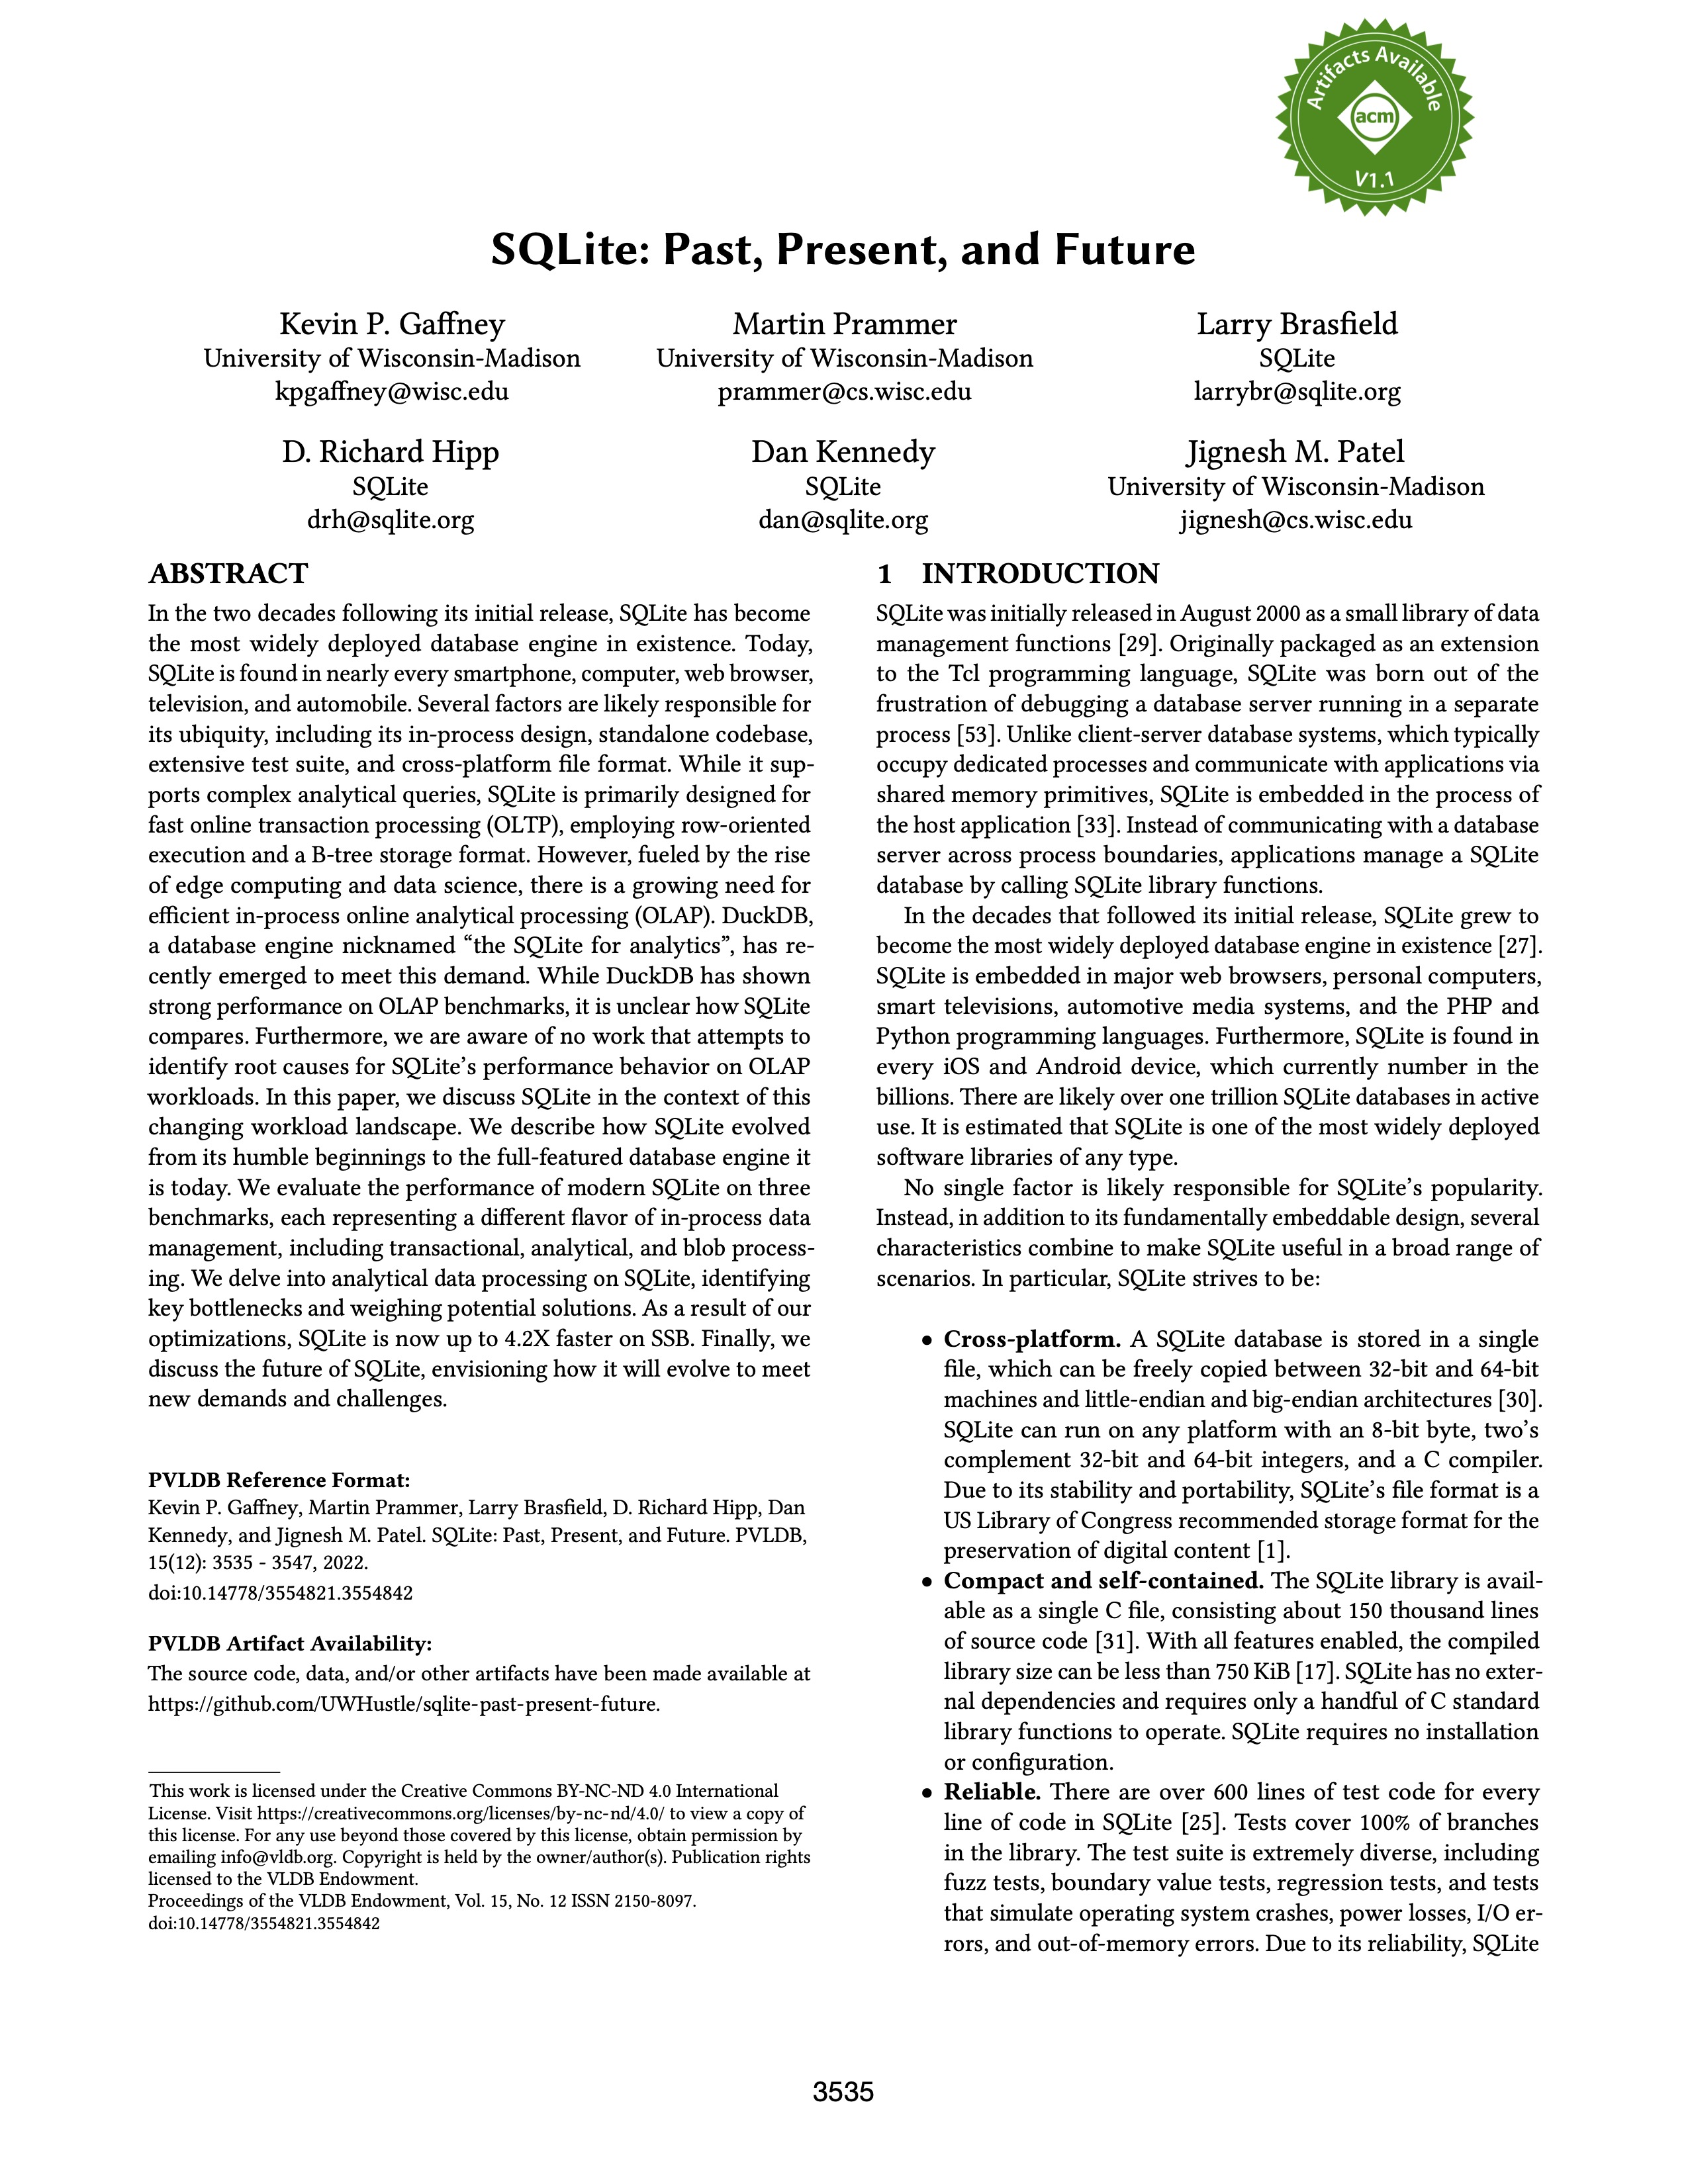 Artifacts Available
acm
V1.1
SQLite: Past, Present, and Future
Kevin P. Gaffney
University of Wisconsin-Madison
kpgaffney@wisc.edu
Martin Prammer
University of Wisconsin-Madison
prammer@cs.wisc.edu
Larry Brasfield
SQLite
larrybr@sqlite.org
D. Richard Hipp
SQLite
drh@sqlite.org
Dan Kennedy
SQLite
dan@sqlite.org
Jignesh M. Patel
University of Wisconsin-Madison
jignesh@cs.wisc.edu
ABSTRACT
In the two decades following its initial release, SQLite has become
the most widely deployed database engine in existence. Today,
SQLite is found in nearly every smartphone, computer, web browser,
television, and automobile. Several factors are likely responsible for
its ubiquity, including its in-process design, standalone codebase,
extensive test suite, and cross-platform file format. While it sup-
ports complex analytical queries, SQLite is primarily designed for
fast online transaction processing (OLTP), employing row-oriented
execution and a B-tree storage format. However, fueled by the rise
of edge computing and data science, there is a growing need for
efficient in-process online analytical processing (OLAP). DuckDB,
a database engine nicknamed “the SQLite for analytics”, has re-
cently emerged to meet this demand. While DuckDB has shown
strong performance on OLAP benchmarks, it is unclear how SQLite
compares. Furthermore, we are aware of no work that attempts to
identify root causes for SQLite’s performance behavior on OLAP
workloads. In this paper, we discuss SQLite in the context of this
changing workload landscape. We describe how SQLite evolved
from its humble beginnings to the full-featured database engine it
is today. We evaluate the performance of modern SQLite on three
benchmarks, each representing a different flavor of in-process data
management, including transactional, analytical, and blob process-
ing. We delve into analytical data processing on SQLite, identifying
key bottlenecks and weighing potential solutions. As a result of our
optimizations, SQLite is now up to 4.2X faster on SSB. Finally, we
discuss the future of SQLite, envisioning how it will evolve to meet
new demands and challenges.
PVLDB Reference Format:
Kevin P. Gaffney, Martin Prammer, Larry Brasfield, D. Richard Hipp, Dan
Kennedy, and Jignesh M. Patel. SQLite: Past, Present, and Future. PVLDB,
15(12): 3535 - 3547, 2022.
doi:10.14778/3554821.3554842
PVLDB Artifact Availability:
The source code, data, and/or other artifacts have been made available at
https://github.com/UWHustle/sqlite-past-present-future.
This work is licensed under the Creative Commons BY-NC-ND 4.0 International
License. Visit https://creativecommons.org/licenses/by-nc-nd/4.0/ to view a copy of
this license. For any use beyond those covered by this license, obtain permission by
emailing info@vldb.org. Copyright is held by the owner/author(s). Publication rights
licensed to the VLDB Endowment.
Proceedings of the VLDB Endowment, Vol. 15, No. 12 ISSN 2150-8097.
doi:10.14778/3554821.3554842
1 INTRODUCTION
SQLite was initially released in August 2000 as a small library of data
management functions [29]. Originally packaged as an extension
to the Tcl programming language, SQLite was born out of the
frustration of debugging a database server running in a separate
process [53]. Unlike client-server database systems, which typically
occupy dedicated processes and communicate with applications via
shared memory primitives, SQLite is embedded in the process of
the host application [33]. Instead of communicating with a database
server across process boundaries, applications manage a SQLite
database by calling SQLite library functions.
In the decades that followed its initial release, SQLite grew to
become the most widely deployed database engine in existence [27].
SQLite is embedded in major web browsers, personal computers,
smart televisions, automotive media systems, and the PHP and
Python programming languages. Furthermore, SQLite is found in
every iOS and Android device, which currently number in the
billions. There are likely over one trillion SQLite databases in active
use. It is estimated that SQLite is one of the most widely deployed
software libraries of any type.
No single factor is likely responsible for SQLite’s popularity.
Instead, in addition to its fundamentally embeddable design, several
characteristics combine to make SQLite useful in a broad range of
scenarios. In particular, SQLite strives to be:
• Cross-platform. A SQLite database is stored in a single
file, which can be freely copied between 32-bit and 64-bit
machines and little-endian and big-endian architectures [30].
SQLite can run on any platform with an 8-bit byte, two’s
complement 32-bit and 64-bit integers, and a C compiler.
Due to its stability and portability, SQLite’s file format is a
US Library of Congress recommended storage format for the
preservation of digital content [1].
• Compact and self-contained. The SQLite library is avail-
able as a single C file, consisting about 150 thousand lines
of source code [31]. With all features enabled, the compiled
library size can be less than 750 KiB [17]. SQLite has no exter-
nal dependencies and requires only a handful of C standard
library functions to operate. SQLite requires no installation
or configuration.
• Reliable. There are over 600 lines of test code for every
line of code in SQLite [25]. Tests cover 100% of branches
in the library. The test suite is extremely diverse, including
fuzz tests, boundary value tests, regression tests, and tests
that simulate operating system crashes, power losses, I/O er-
rors, and out-of-memory errors. Due to its reliability, SQLite
3535